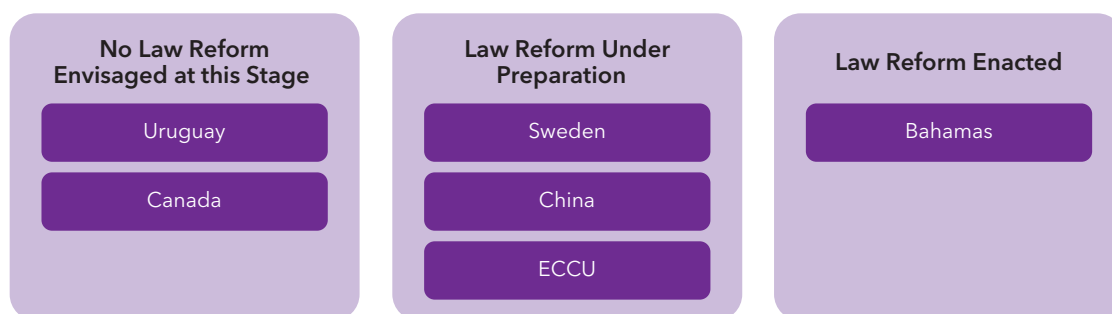 No Law Reform
Envisaged at this Stage
Uruguay
Canada
Law Reform Under
Preparation
Sweden
China
ECCU
Law Reform Enacted
Bahamas